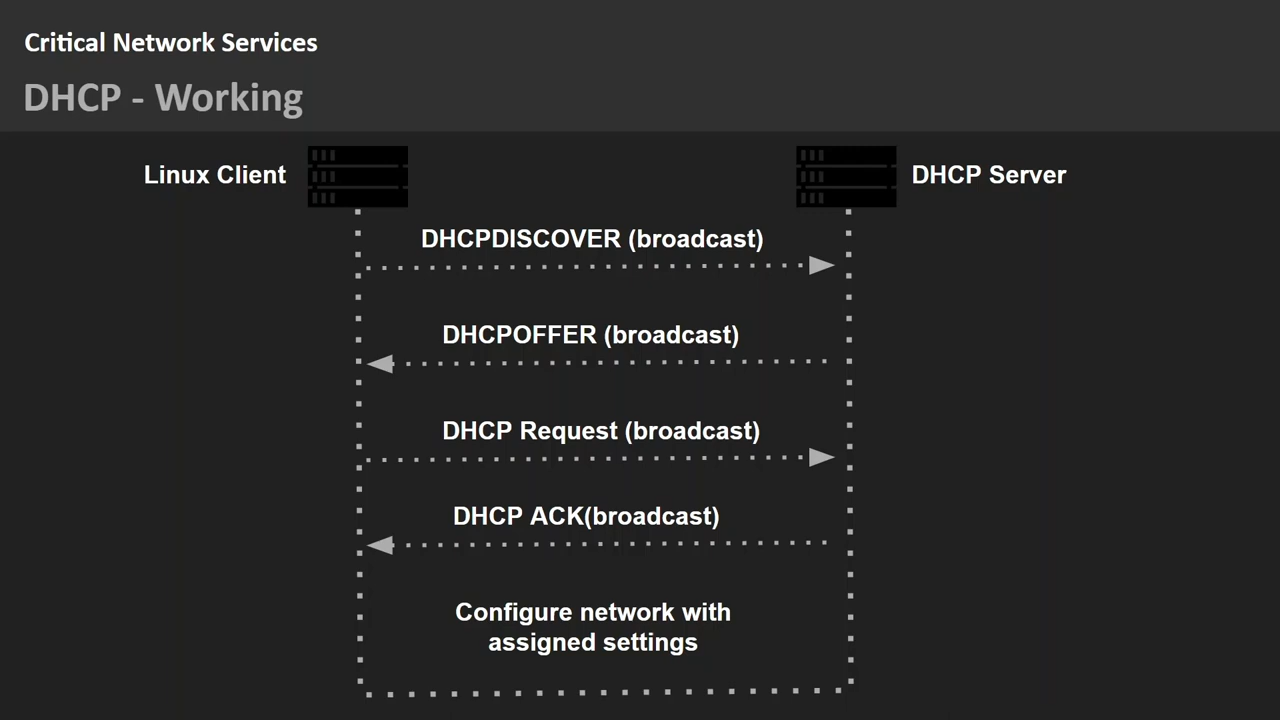 Critical Network Services
DHCP - Working
Linux Client
DHCP Server
DHCPDISCOVER (broadcast)
DHCPOFFER (broadcast)
DHCP Request (broadcast)
DHCP ACK(broadcast)
Configure network with
assigned settings